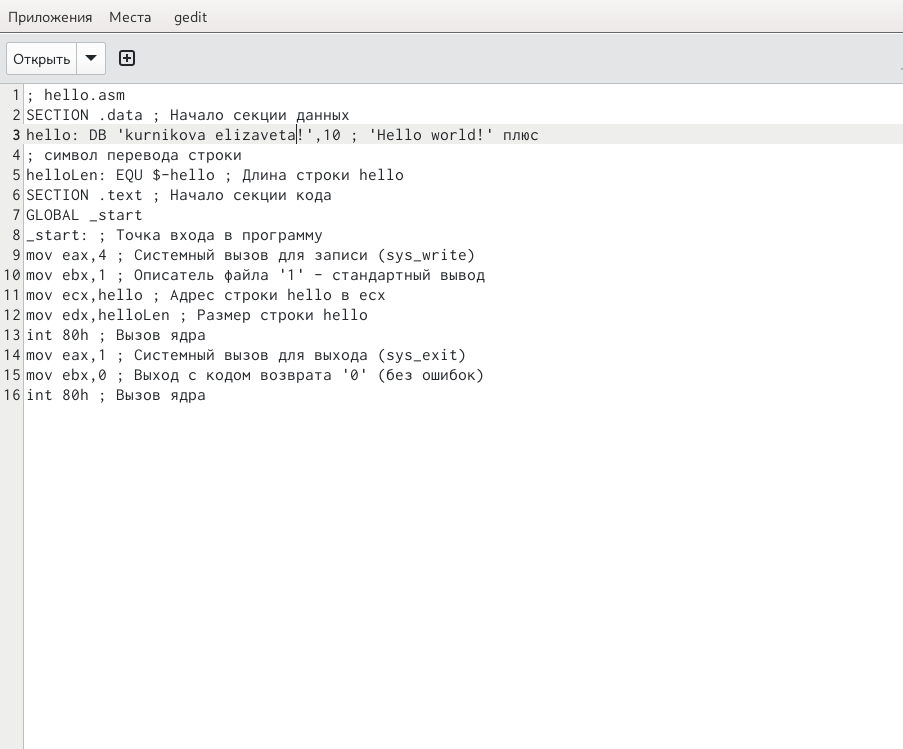 Приложения Места gedit
Открыть
1 ; hello.asm
2 SECTION .data ; Начало секции данных
3 hello: DB 'kurnikova elizaveta!',10 ; 'Hello world!' плюс
4 ; символ перевода строки
5 helloLen: EQU $-hello ; Длина строки hello
6 SECTION .text ; Начало секции кода
7 GLOBAL _start
8 _start: ; Точка входа в программу
9 mov eax,4 ; Системный вызов для записи (sys_write)
10 mov ebx,1 ; Описатель файла '1' - стандартный вывод
11 mov ecx,hello ; Адрес строки hello в ecx
12 mov edx,helloLen ; Размер строки hello
13 int 80h ; Вызов ядра
14 mov eax,1 ; Системный вызов для выхода (sys_exit)
15 mov ebx,0 ; Выход с кодом возврата '0' (без ошибок)
16 int 80h ; Вызов ядра